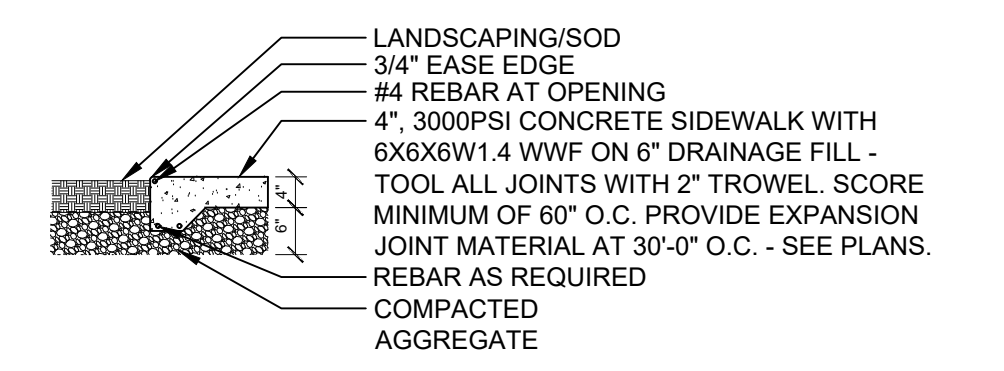 LANDSCAPING/SOD
3/4" EASE EDGE
#4 REBAR AT OPENING
4", 3000PSI CONCRETE SIDEWALK WITH
6X6X6W1.4 WWF ON 6" DRAINAGE FILL -
TOOL ALL JOINTS WITH 2" TROWEL. SCORE
MINIMUM OF 60" O.C. PROVIDE EXPANSION
JOINT MATERIAL AT 30'-0" O.C. - SEE PLANS.
4"
6"
REBAR AS REQUIRED
COMPACTED
AGGREGATE